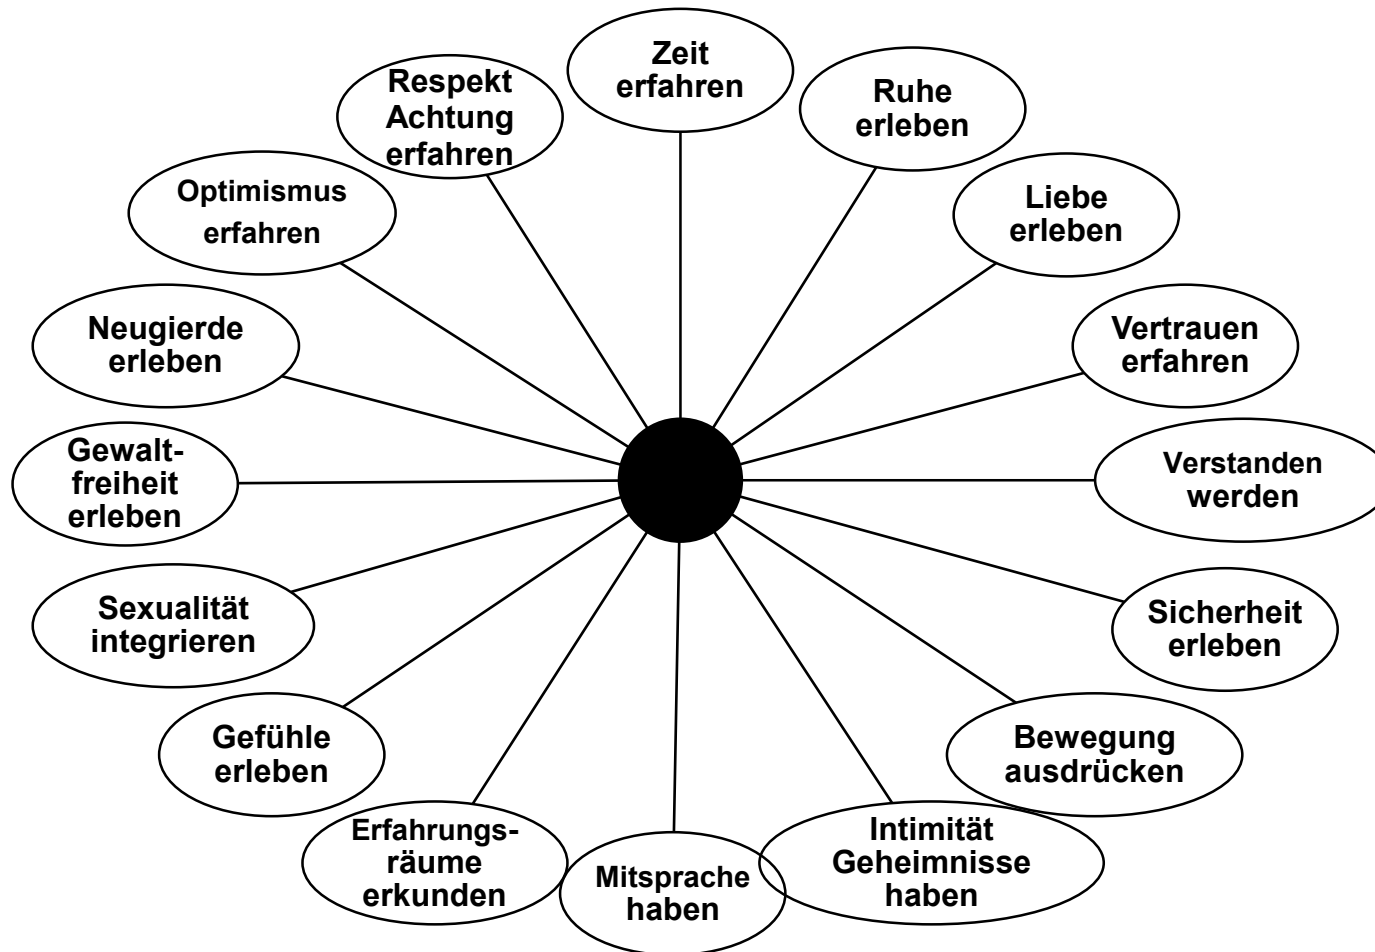 Zeit
erfahren
Ruhe
erleben
Liebe
erleben
Vertrauen
erfahren
Verstanden
werden
Sicherheit
erleben
Bewegung
ausdrücken
Intimität
Geheimnisse
haben
Mitsprache
haben
Erfahrungs-
räume
erkunden
Gefühle
erleben
Sexualität
integrieren
Gewalt-
freiheit
erleben
Neugierde
erleben
Optimismus
erfahren
Respekt
Achtung
erfahren